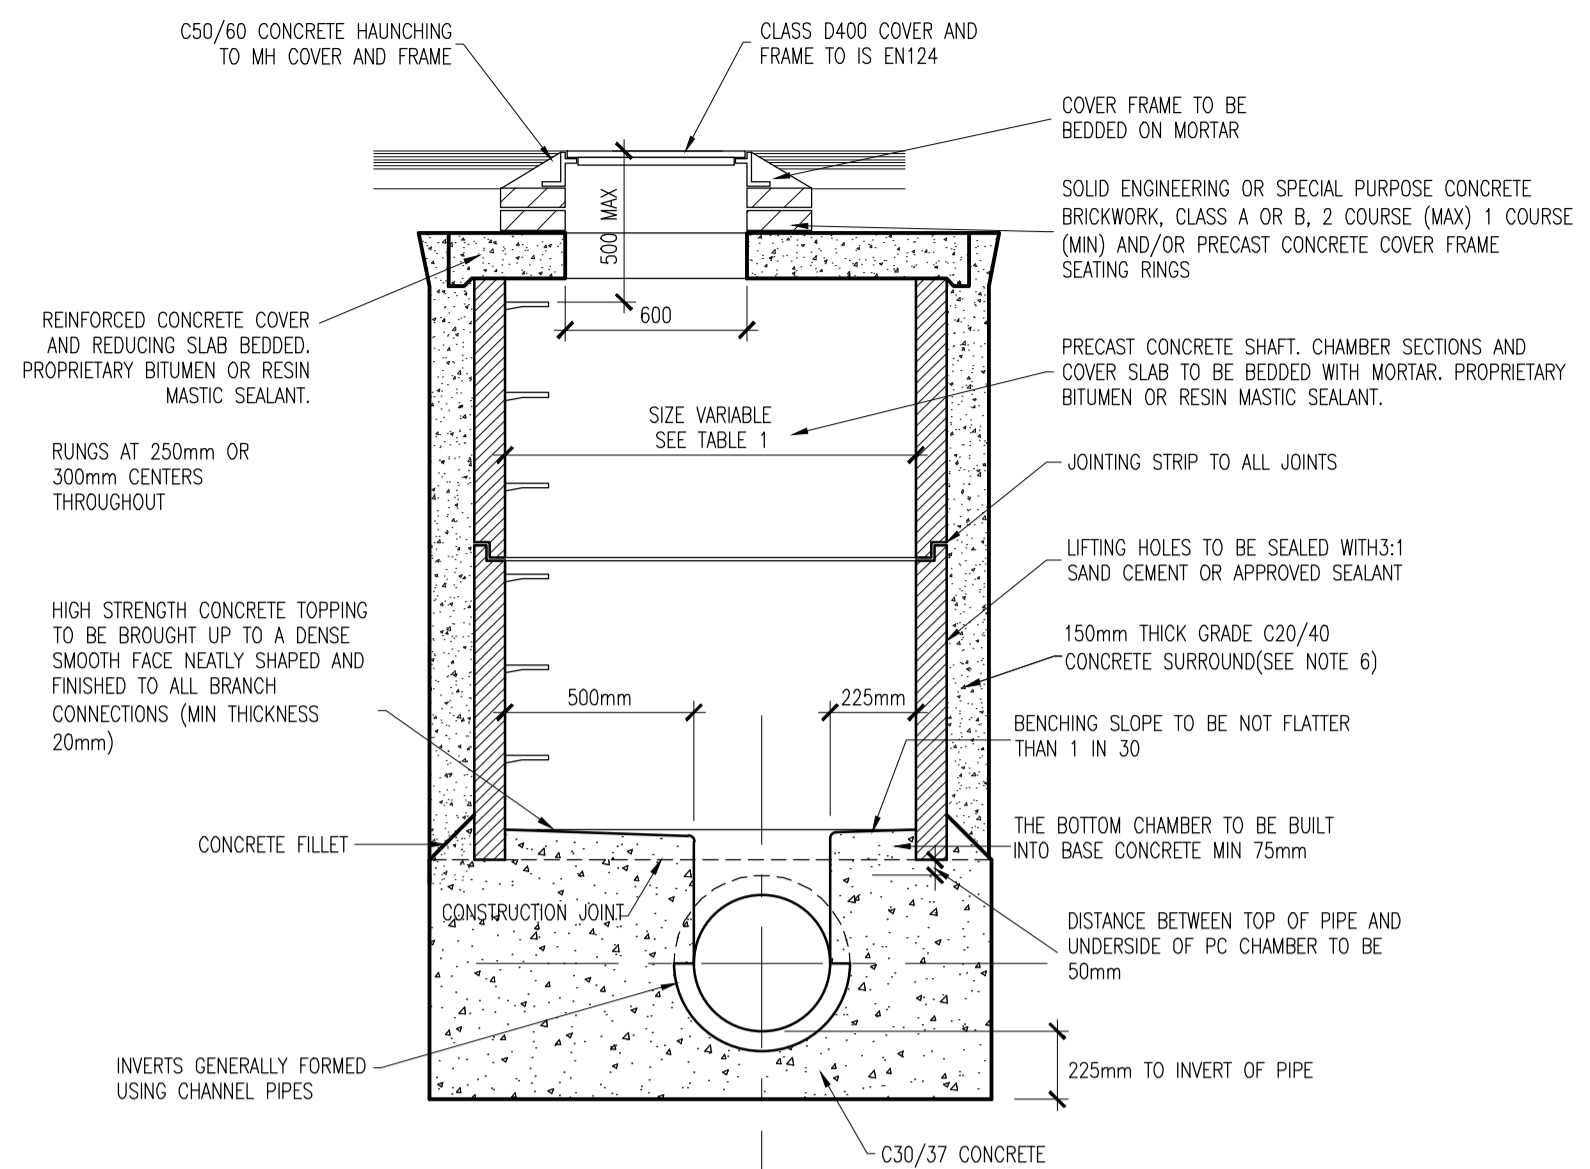 C50/60 CONCRETE HAUNCHING
TO MH COVER AND FRAME
CLASS D400 COVER AND
FRAME TO IS EN124
COVER FRAME TO BE
BEDDED ON MORTAR
SOLID ENGINEERING OR SPECIAL PURPOSE CONCRETE
BRICKWORK, CLASS A OR B, 2 COURSE (MAX) 1 COURSE
(MIN) AND/OR PRECAST CONCRETE COVER FRAME
SEATING RINGS
500 MAX
600
REINFORCED CONCRETE COVER
AND REDUCING SLAB BEDDED.
PROPRIETARY BITUMEN OR RESIN
MASTIC SEALANT.
PRECAST CONCRETE SHAFT. CHAMBER SECTIONS AND
COVER SLAB TO BE BEDDED WITH MORTAR. PROPRIETARY
BITUMEN OR RESIN MASTIC SEALANT.
SIZE VARIABLE
SEE TABLE 1
RUNGS AT 250mm OR
300mm CENTERS
THROUGHOUT
JOINTING STRIP TO ALL JOINTS
LIFTING HOLES TO BE SEALED WITH3:1
SAND CEMENT OR APPROVED SEALANT
HIGH STRENGTH CONCRETE TOPPING
TO BE BROUGHT UP TO A DENSE
SMOOTH FACE NEATLY SHAPED AND
FINISHED TO ALL BRANCH
CONNECTIONS (MIN THICKNESS
20mm)
150mm THICK GRADE C20/40
CONCRETE SURROUND(SEE NOTE 6)
500mm
225mm
BENCHING SLOPE TO BE NOT FLATTER
THAN 1 IN 30
CONCRETE FILLET
THE BOTTOM CHAMBER TO BE BUILT
INTO BASE CONCRETE MIN 75mm
CONSTRUCTION JOINT
DISTANCE BETWEEN TOP OF PIPE AND
UNDERSIDE OF PC CHAMBER TO BE
50mm
INVERTS GENERALLY FORMED
USING CHANNEL PIPES
225mm TO INVERT OF PIPE
C30/37 CONCRETE